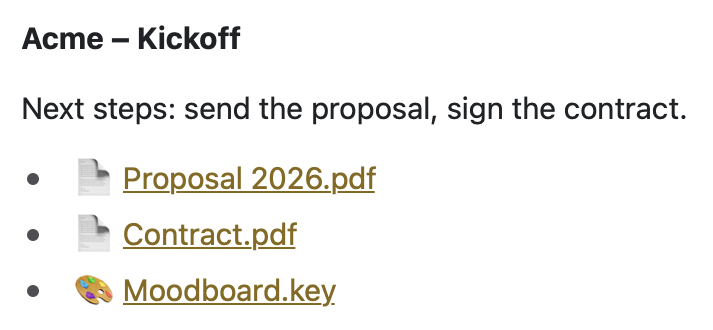 Acme – Kickoff
Next steps: send the proposal, sign the contract.
Proposal 2026.pdf
Contract.pdf
Moodboard.key